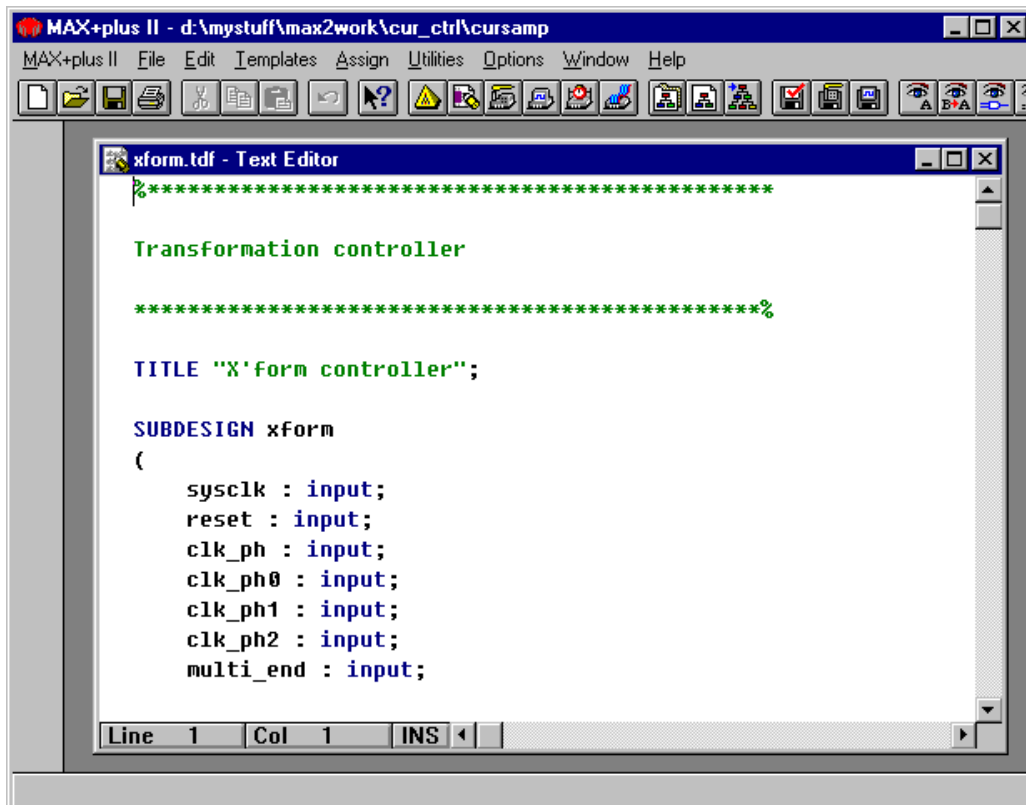 MAX+plus II - d:\mystuff\max2work\cur_ctrl\cursamp
MAX+plus II File Edit Templates Assign Utilities Options Window Help
xform.tdf - Text Editor
%***********************************************
Transformation controller
***********************************************%
TITLE "X'form controller";
SUBDESIGN xform
(
sysclk : input;
reset : input;
clk_ph : input;
clk_ph0 : input;
clk_ph1 : input;
clk_ph2 : input;
multi_end : input;
Line 1 Col 1 INS